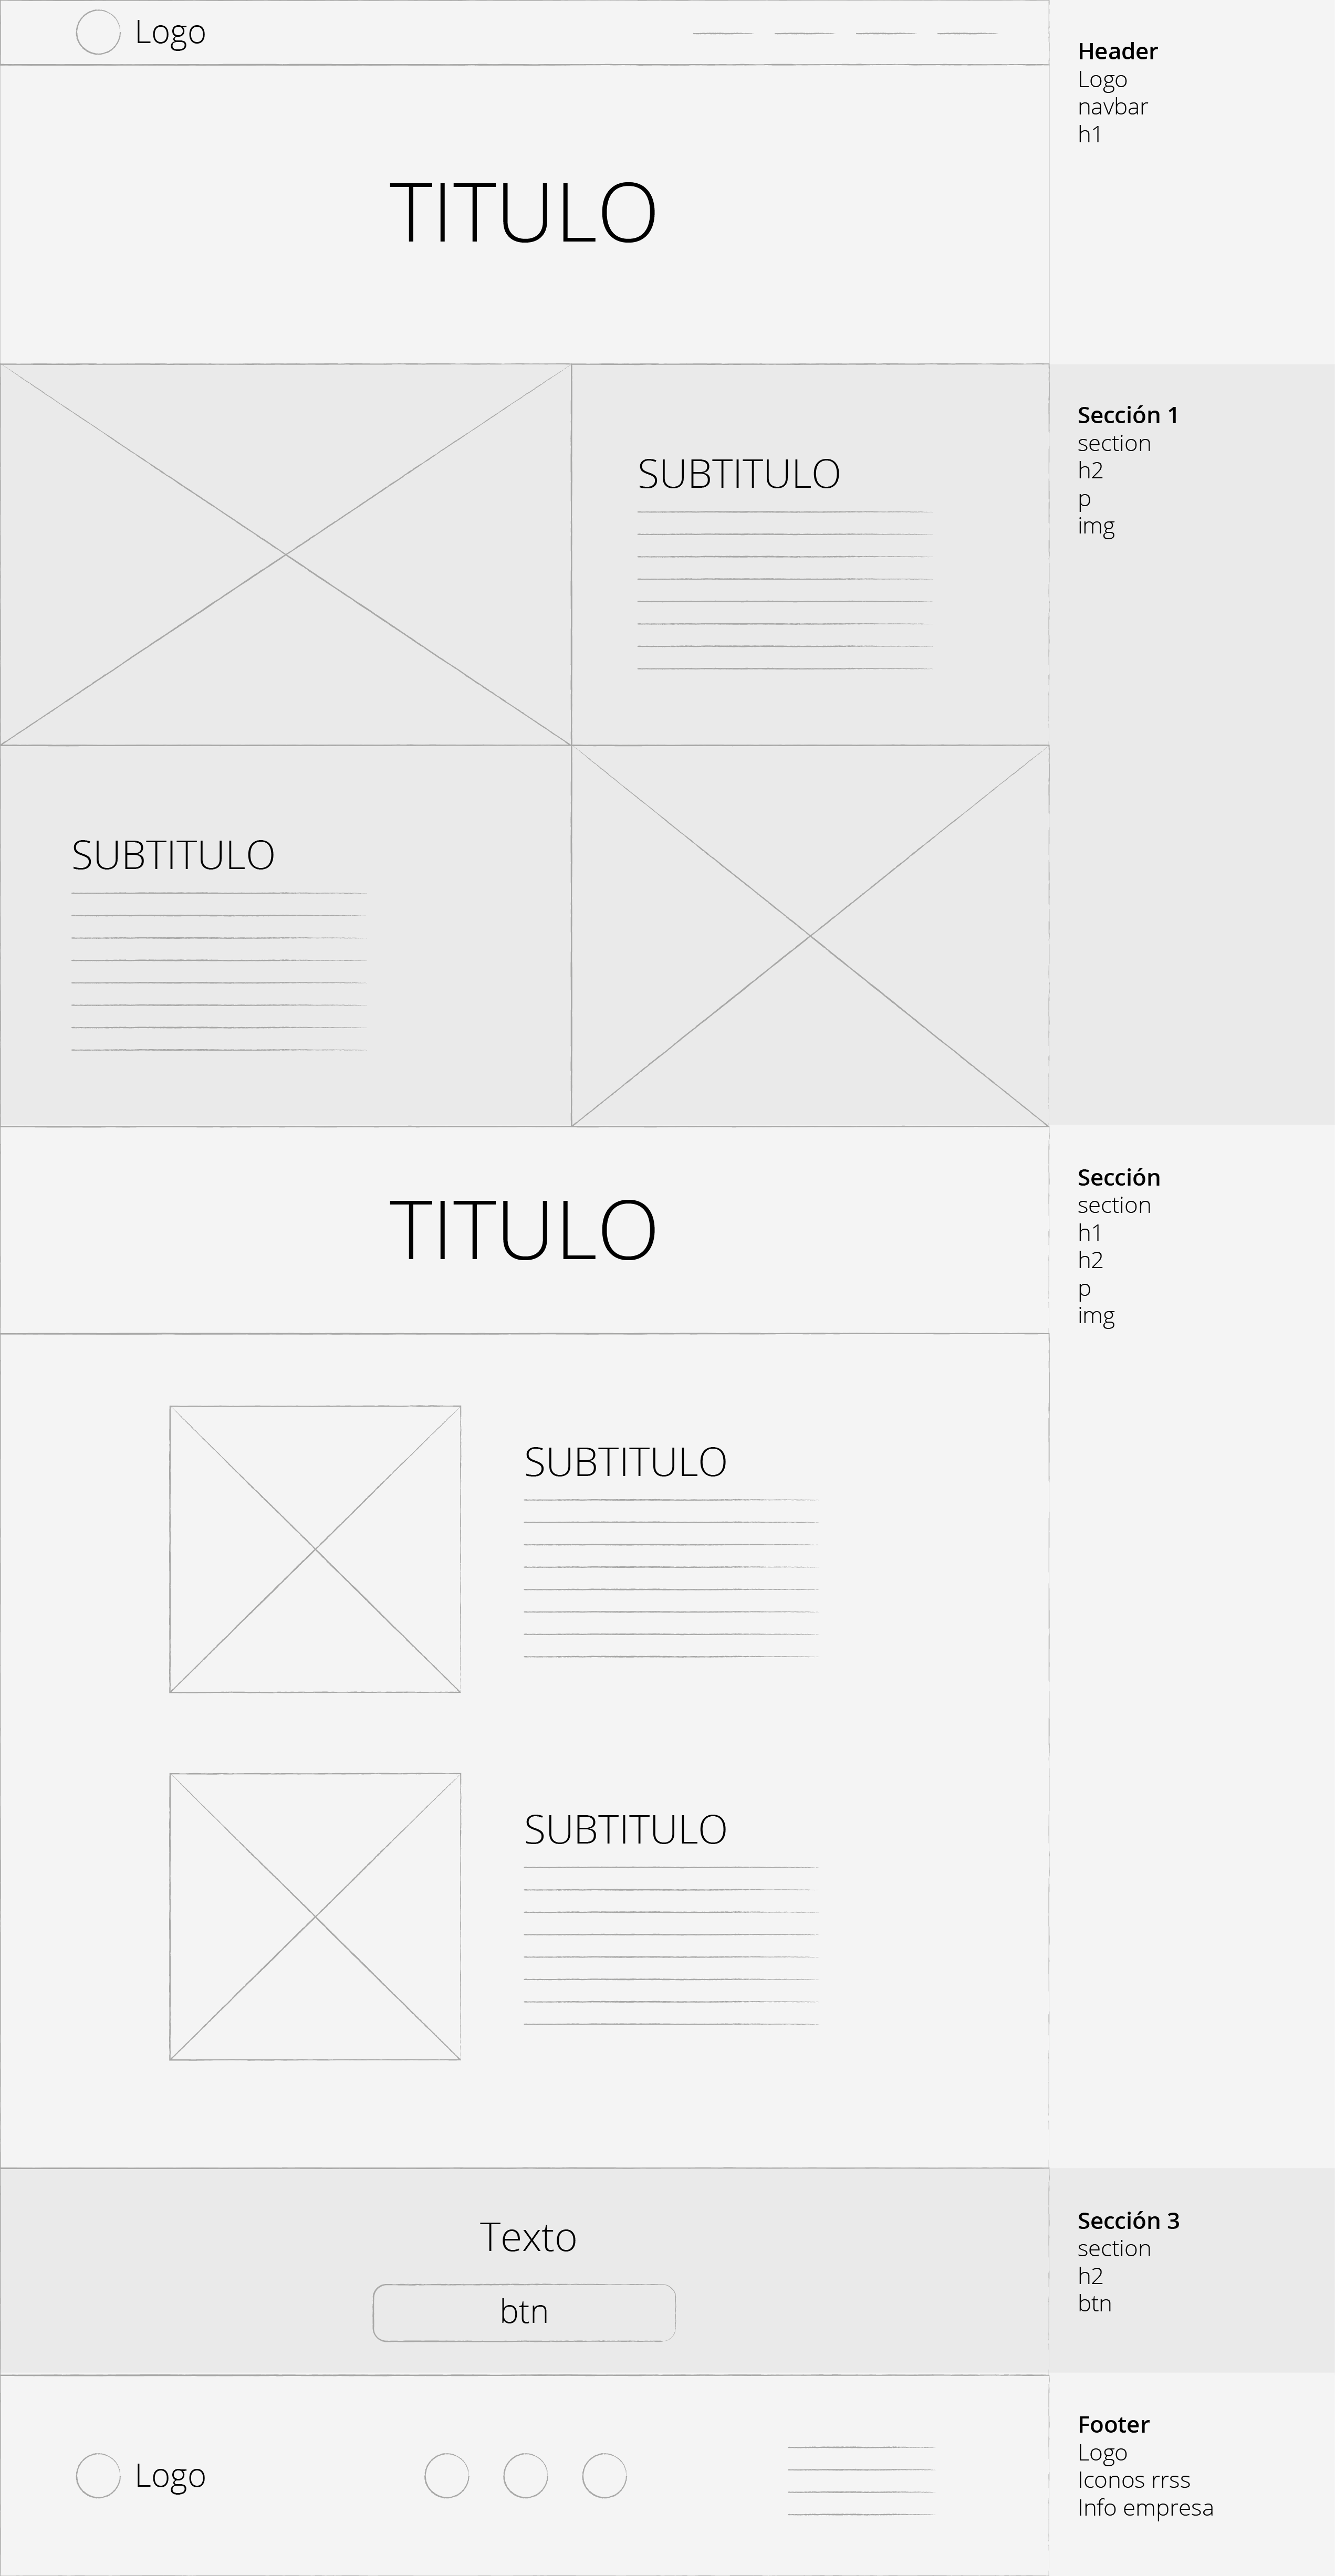 Logo
Header
Logo
navbar
h1
TITULO
Sección 1
section
h2
p
img
SUBTITULO
SUBTITULO
TITULO
Sección
section
h1
h2
p
img
SUBTITULO
SUBTITULO
Texto
btn
Sección 3
section
h2
btn
Logo
Footer
Logo
Iconos rrss
Info empresa